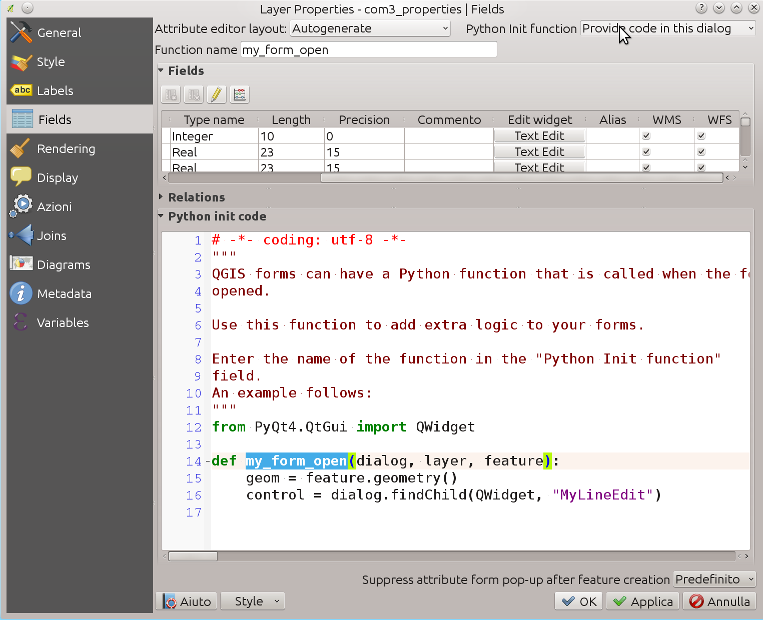 Layer Properties - com3_properties | Fields
General
Style
abc Labels
Fields
Rendering
Display
Azioni
Joins
Diagrams
Metadata
Variables
Attribute editor layout: Autogenerate Python Init function Provide code in this dialog
Function name my_form_open
Fields
Type name Length Precision Commento Edit widget Alias WMS WFS
Integer 10 0 Text Edit
Real 23 15 Text Edit
Real 23 15 Text Edit
Relations
Python init code
1 # -*- coding: utf-8 -*-
2 """
3 QGIS forms can have a Python function that is called when the fo
4 opened.
5
6 Use this function to add extra logic to your forms.
7
8 Enter the name of the function in the "Python Init function"
9 field.
10 An example follows:
11 """
12 from PyQt4.QtGui import QWidget
13
14 def my_form_open(dialog, layer, feature):
15 geom = feature.geometry()
16 control = dialog.findChild(QWidget, "MyLineEdit")
17
Suppress attribute form pop-up after feature creation Predefinito
Aiuto Style OK Applica Annulla